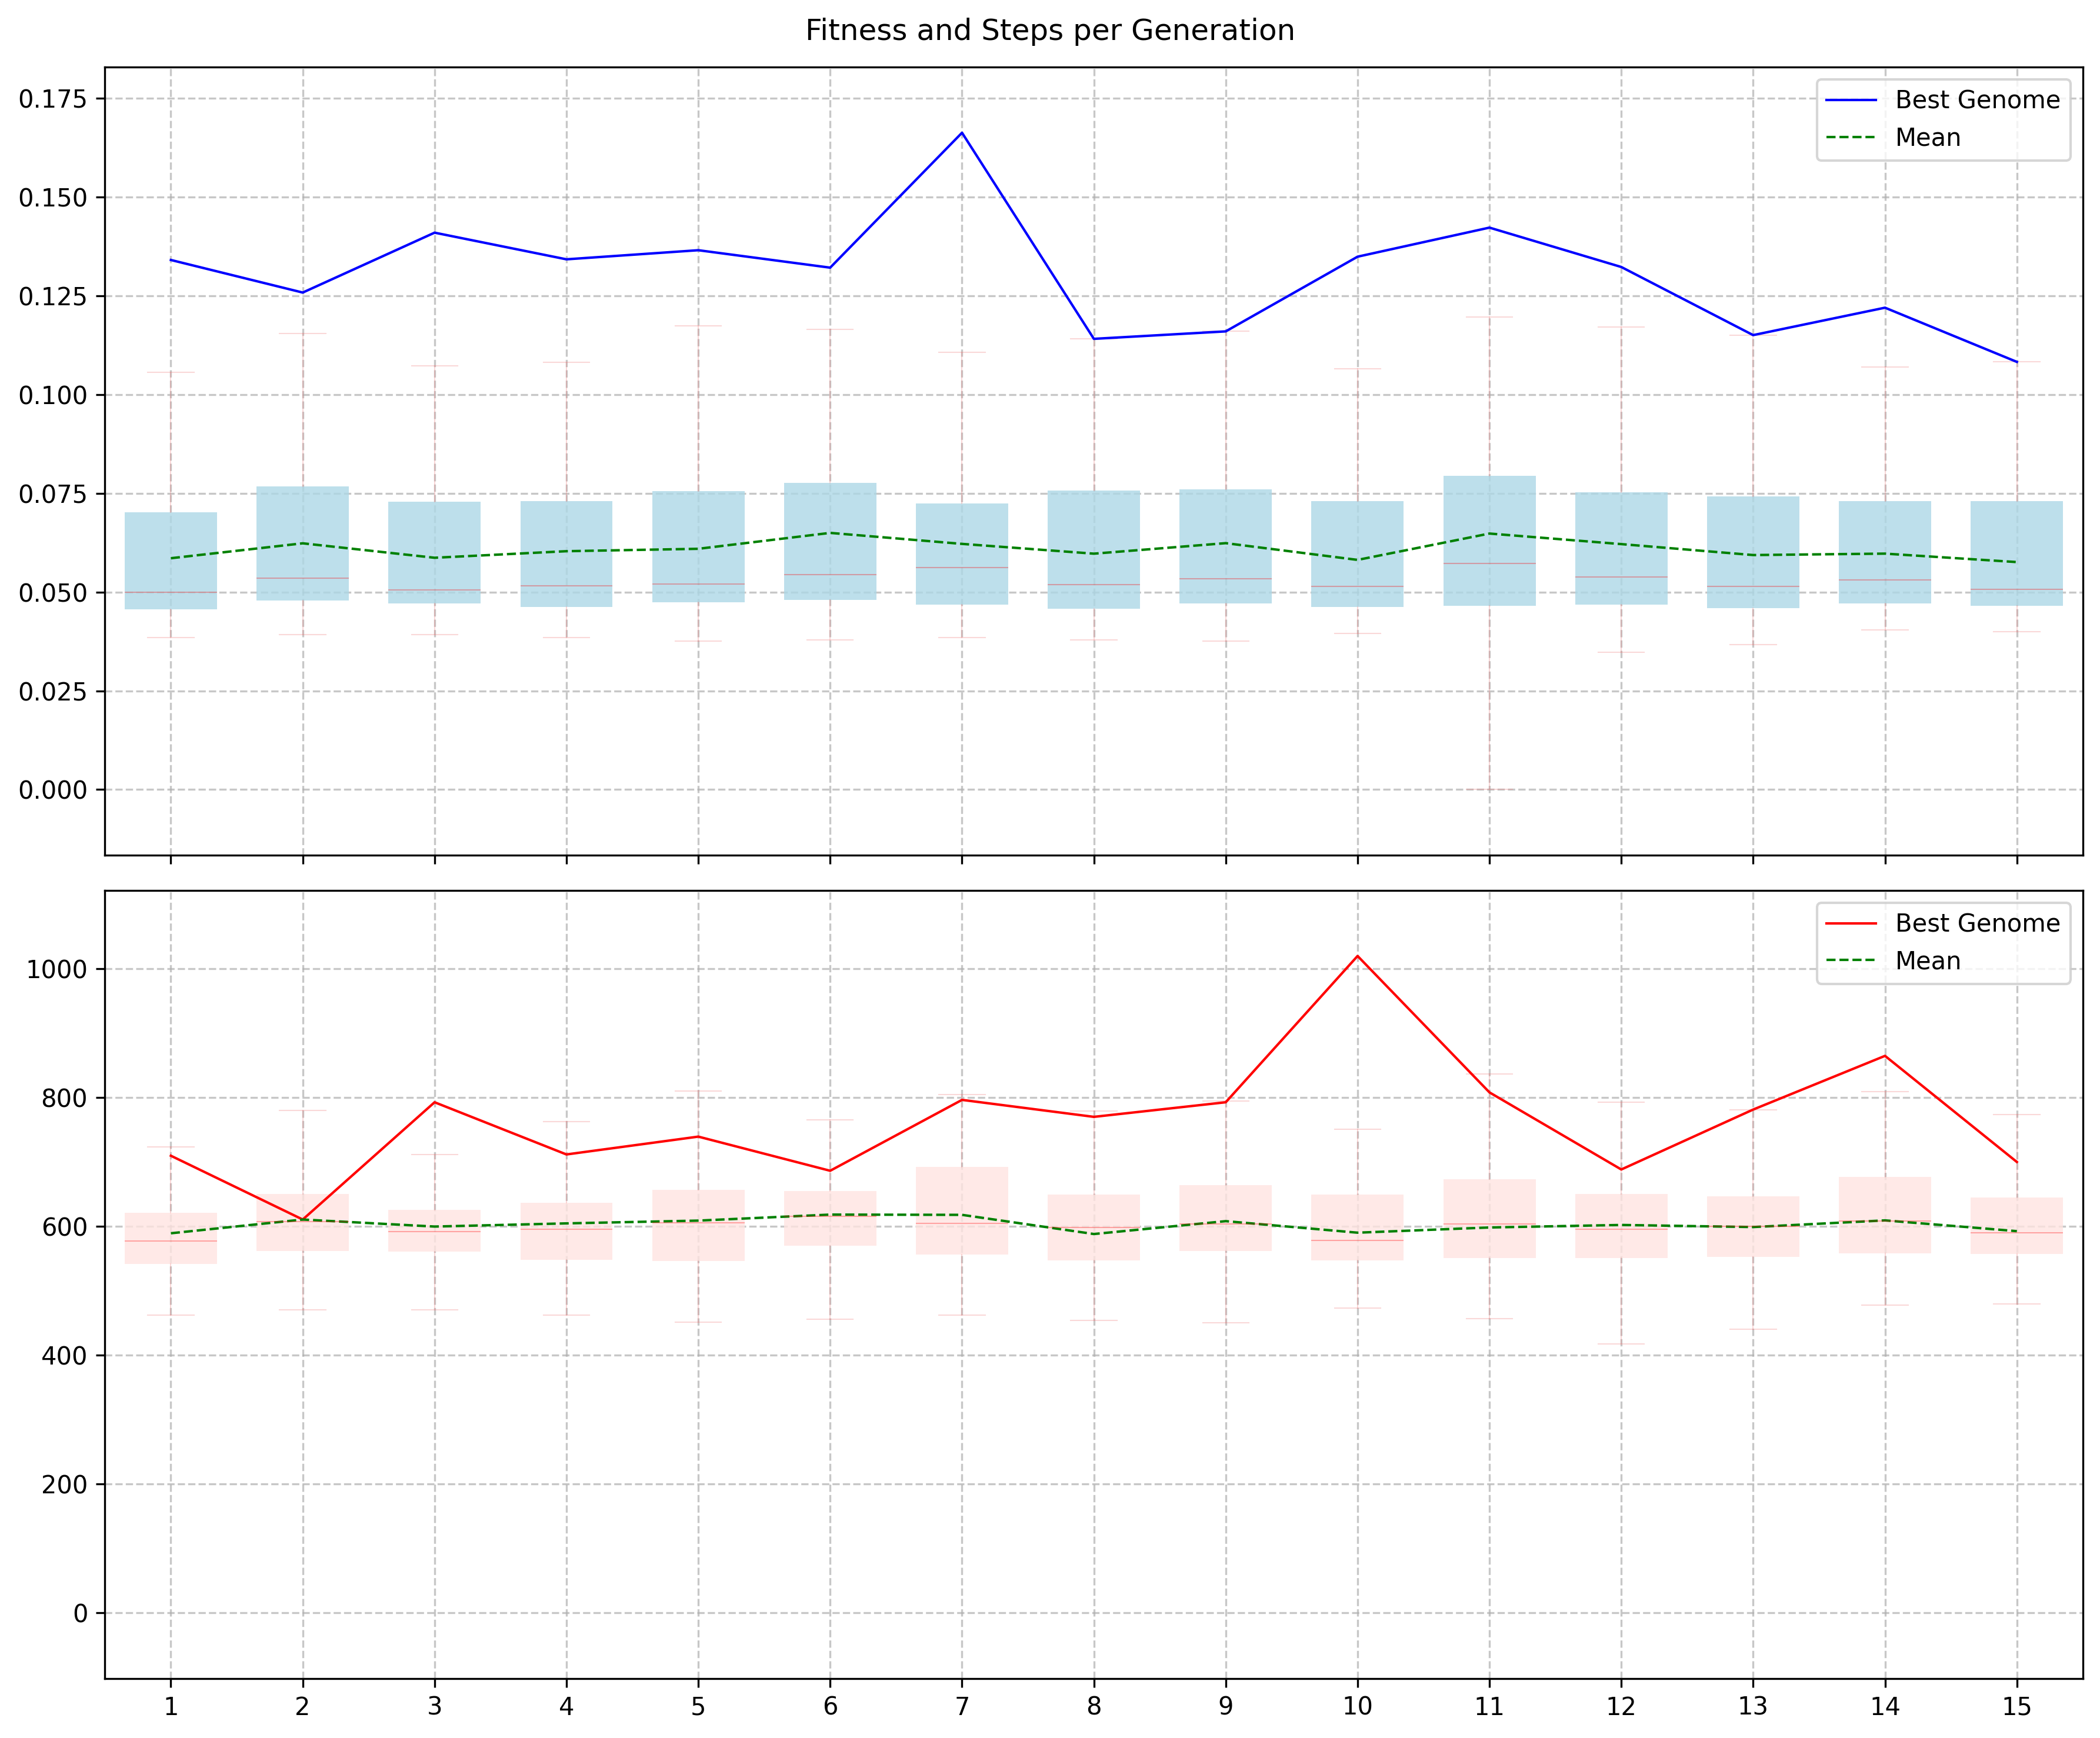 Fitness and Steps per Generation
0.175
0.150
0.125
0.100
0.075
0.050
0.025
0.000
Best Genome
Mean
1000
800
600
400
200
0
Best Genome
Mean
1 2 3 4 5 6 7 8 9 10 11 12 13 14 15